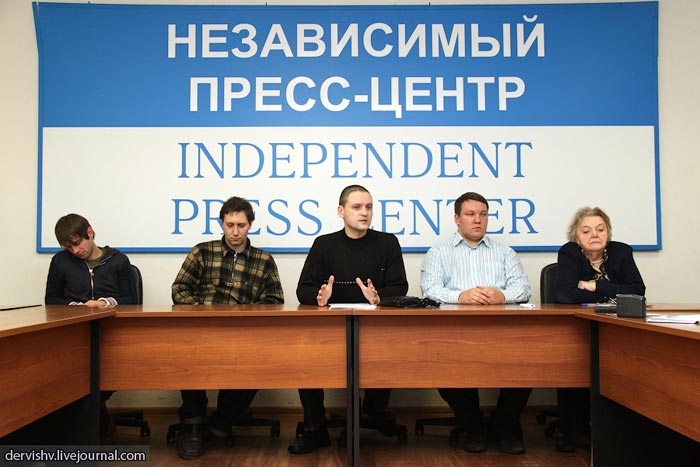 НЕЗАВИСИМЫЙ
ПРЕСС-ЦЕНТР
INDEPENDENT
PRESS CENTER
dervishv.livejournal.com